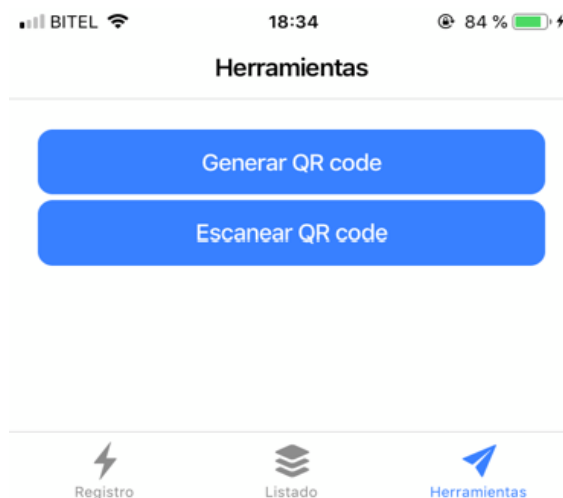 BITEL 18:34 84 %
Herramientas
Generar QR code
Escanear QR code
Registro Listado Herramientas